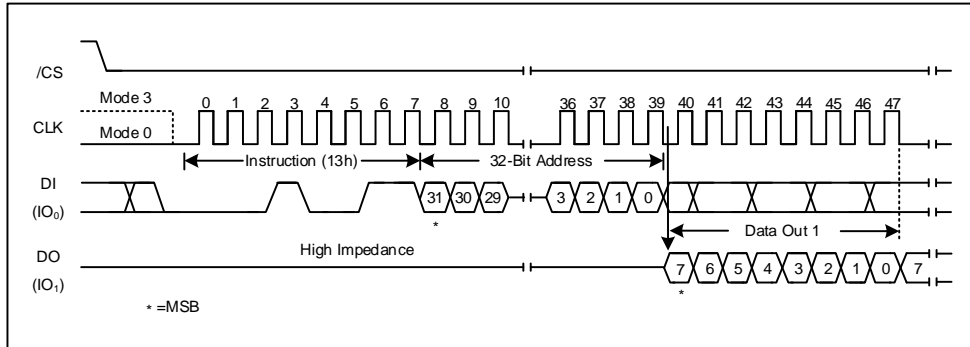 /CS
Mode 3
0 1 2 3 4 5 6 7 8 9 10 36 37 38 39 40 41 42 43 44 45 46 47
CLK
Mode 0
Instruction (13h) 32-Bit Address
DI
(IO₀)
31 30 29 3 2 1 0
*
Data Out 1
High Impedance
DO
(IO₁)
7 6 5 4 3 2 1 0 7
*
* =MSB